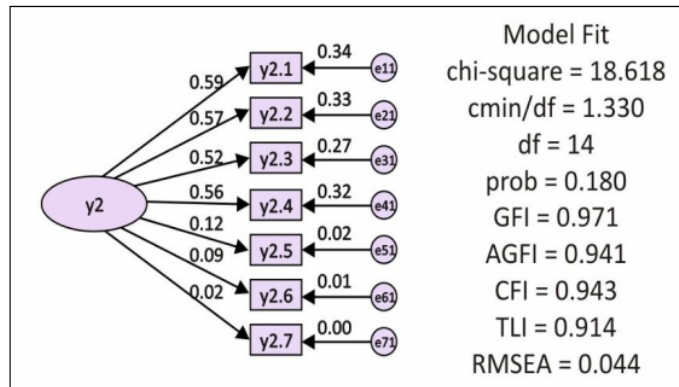 Model Fit
chi-square = 18.618
cmin/df = 1.330
df = 14
prob = 0.180
GFI = 0.971
AGFI = 0.941
CFI = 0.943
TLI = 0.914
RMSEA = 0.044
y2
0.59 y2.1 0.34 e11
0.57 y2.2 0.33 e21
0.52 y2.3 0.27 e31
0.56 y2.4 0.32 e41
0.12 y2.5 0.02 e51
0.09 y2.6 0.01 e61
0.02 y2.7 0.00 e71